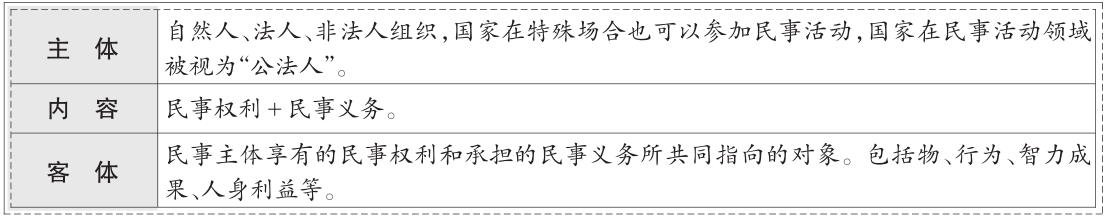 主 体
自然人、法人、非法人组织,国家在特殊场合也可以参加民事活动,国家在民事活动领域
被视为“公法人”。
内 容
民事权利+民事义务。
客 体
民事主体享有的民事权利和承担的民事义务所共同指向的对象。包括物、行为、智力成
果、人身利益等。